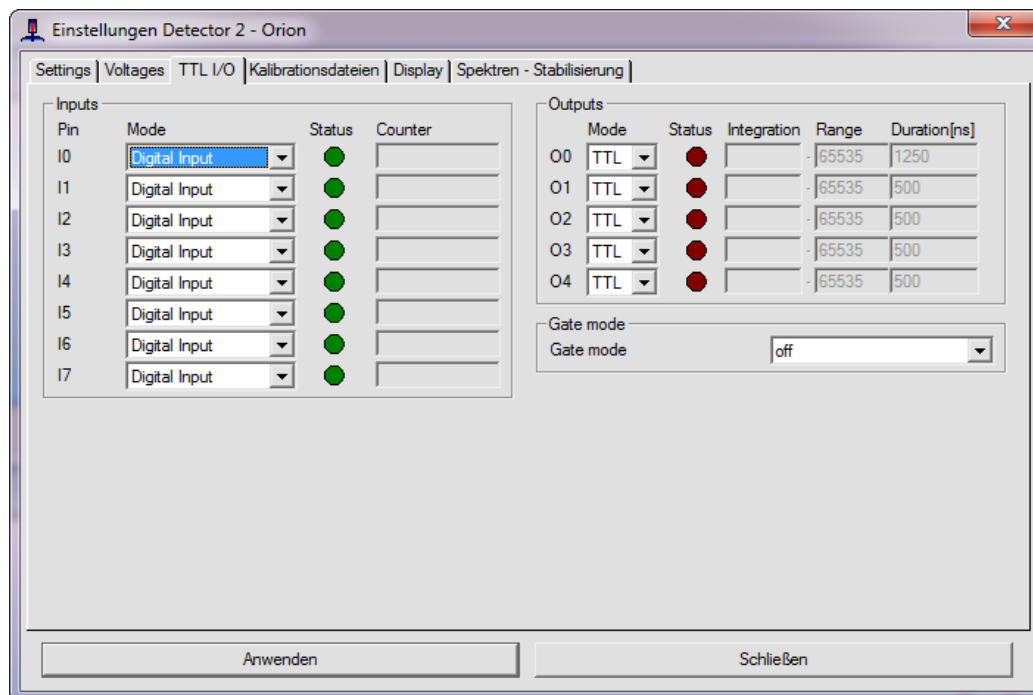 Einstellungen Detector 2 - Orion
Settings Voltages TTL I/O Kalibrationsdateien Display Spektren - Stabilisierung
Inputs
Pin Mode Status Counter
I0 Digital Input
I1 Digital Input
I2 Digital Input
I3 Digital Input
I4 Digital Input
I5 Digital Input
I6 Digital Input
I7 Digital Input
Outputs
Mode Status Integration Range Duration[ns]
O0 TTL - 65535 1250
O1 TTL - 65535 500
O2 TTL - 65535 500
O3 TTL - 65535 500
O4 TTL - 65535 500
Gate mode
Gate mode off
Anwenden Schließen